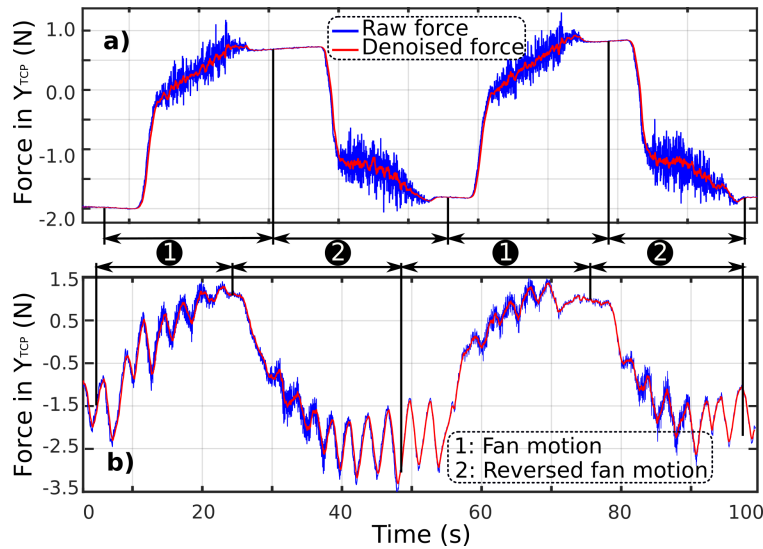 a)
Raw force
Denoised force
Force in Y_TCP (N)
1.0
0.0
-1.0
-2.0
1 2 1 2
1 2 1 2
Force in Y_TCP (N)
1.5
0.5
-0.5
-1.5
-2.5
-3.5
b)
1: Fan motion
2: Reversed fan motion
0 20 40 60 80 100
Time (s)